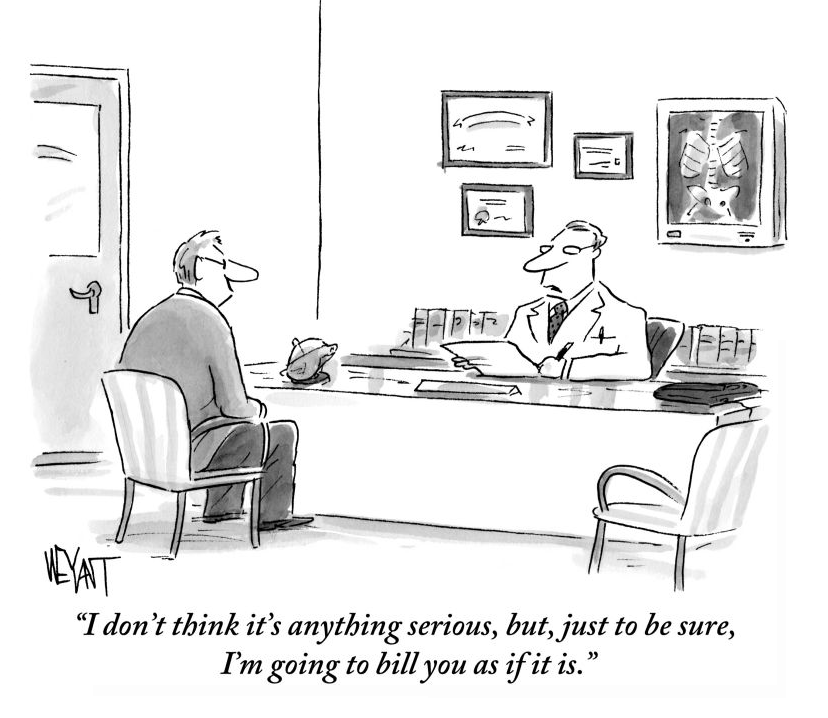 WEYANT
“I don’t think it’s anything serious, but, just to be sure,
I’m going to bill you as if it is.”